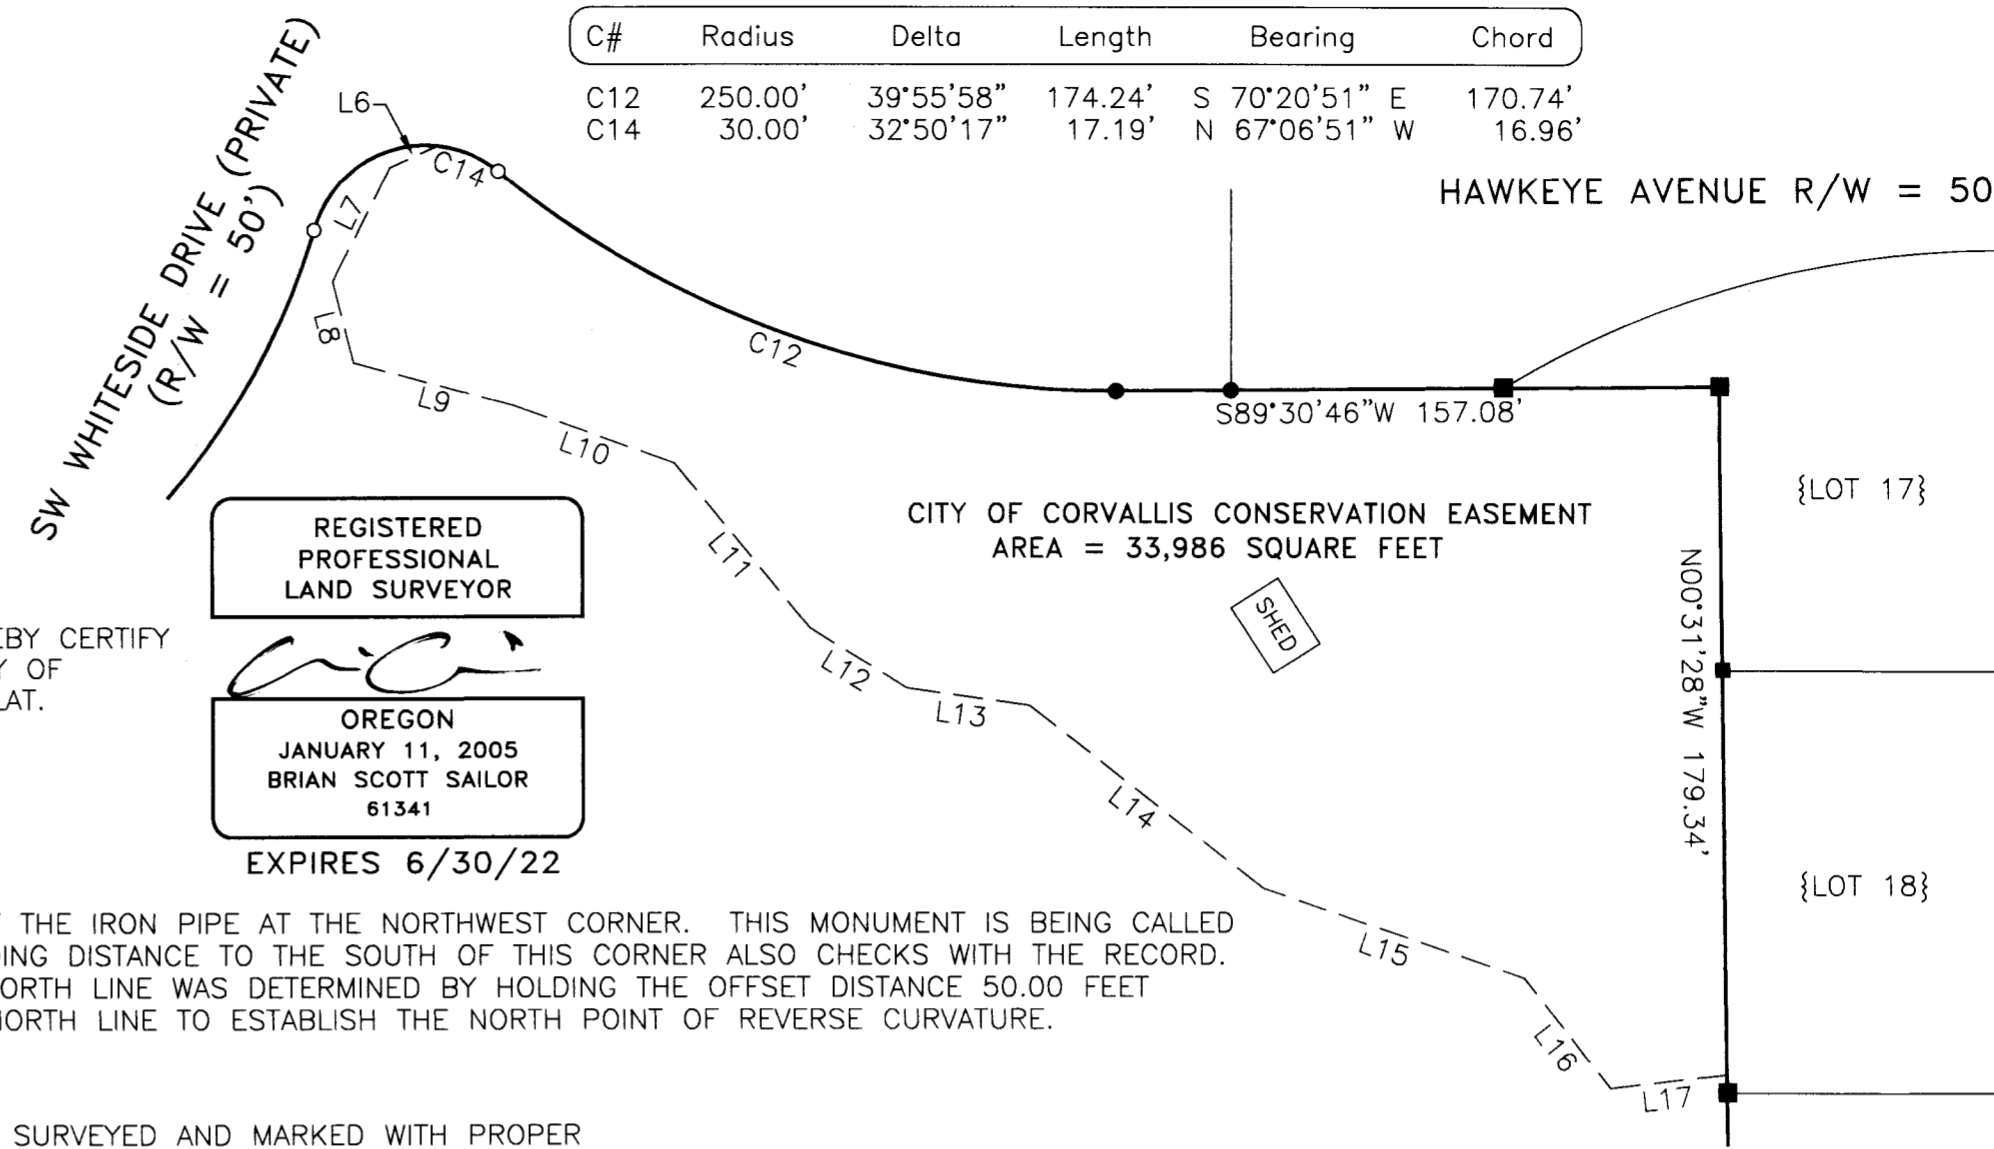 C# Radius Delta Length Bearing Chord
C12 250.00' 39°55'58" 174.24' S 70°20'51" E 170.74'
C14 30.00' 32°50'17" 17.19' N 67°06'51" W 16.96'
HAWKEYE AVENUE R/W = 50
SW WHITESIDE DRIVE (PRIVATE)
(R/W = 50')
L6
C14
L7
L8
L9
L10
C12
S89°30'46"W 157.08'
{LOT 17}
CITY OF CORVALLIS CONSERVATION EASEMENT
AREA = 33,986 SQUARE FEET
SHED
N00°31'28"W 179.34'
L11
L12
L13
L14
L15
L16
L17
{LOT 18}
REGISTERED
PROFESSIONAL
LAND SURVEYOR
OREGON
JANUARY 11, 2005
BRIAN SCOTT SAILOR
61341
EXPIRES 6/30/22
EBY CERTIFY
Y OF
LAT.
THE IRON PIPE AT THE NORTHWEST CORNER. THIS MONUMENT IS BEING CALLED
ING DISTANCE TO THE SOUTH OF THIS CORNER ALSO CHECKS WITH THE RECORD.
ORTH LINE WAS DETERMINED BY HOLDING THE OFFSET DISTANCE 50.00 FEET
NORTH LINE TO ESTABLISH THE NORTH POINT OF REVERSE CURVATURE.
SURVEYED AND MARKED WITH PROPER